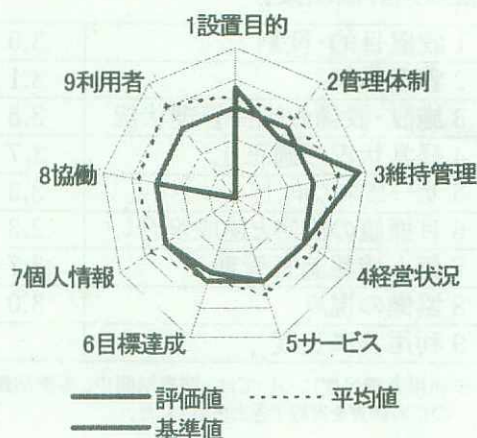 1設置目的
9利用者
2管理体制
8協働
3維持管理
7個人情報
4経営状況
6目標達成
5サービス
評価値
平均値
基準値